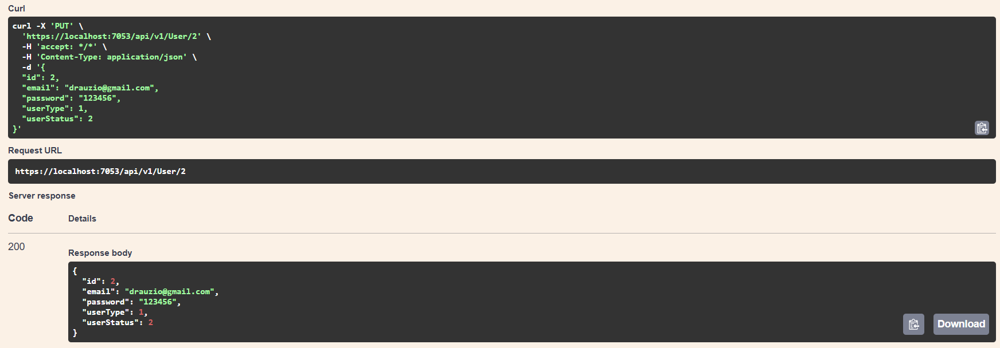 Curl
curl -X 'PUT' \
  'https://localhost:7053/api/v1/User/2' \
  -H 'accept: */*' \
  -H 'Content-Type: application/json' \
  -d '{
  "id": 2,
  "email": "drauzio@gmail.com",
  "password": "123456",
  "userType": 1,
  "userStatus": 2
}'
Request URL
https://localhost:7053/api/v1/User/2
Server response
Code Details
200
Response body
{
  "id": 2,
  "email": "drauzio@gmail.com",
  "password": "123456",
  "userType": 1,
  "userStatus": 2
}
Download